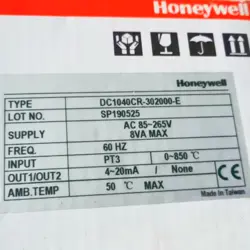 Honeywell
Honeywell
TYPE DC1040CR-302000-E
LOT NO. SP190525
SUPPLY AC 85~265V
8VA MAX
FREQ. 60 HZ
INPUT PT3 0~850 °C
OUT1/OUT2 4~20mA / None
AMB.TEMP 50 °C MAX
Made in Taiwan